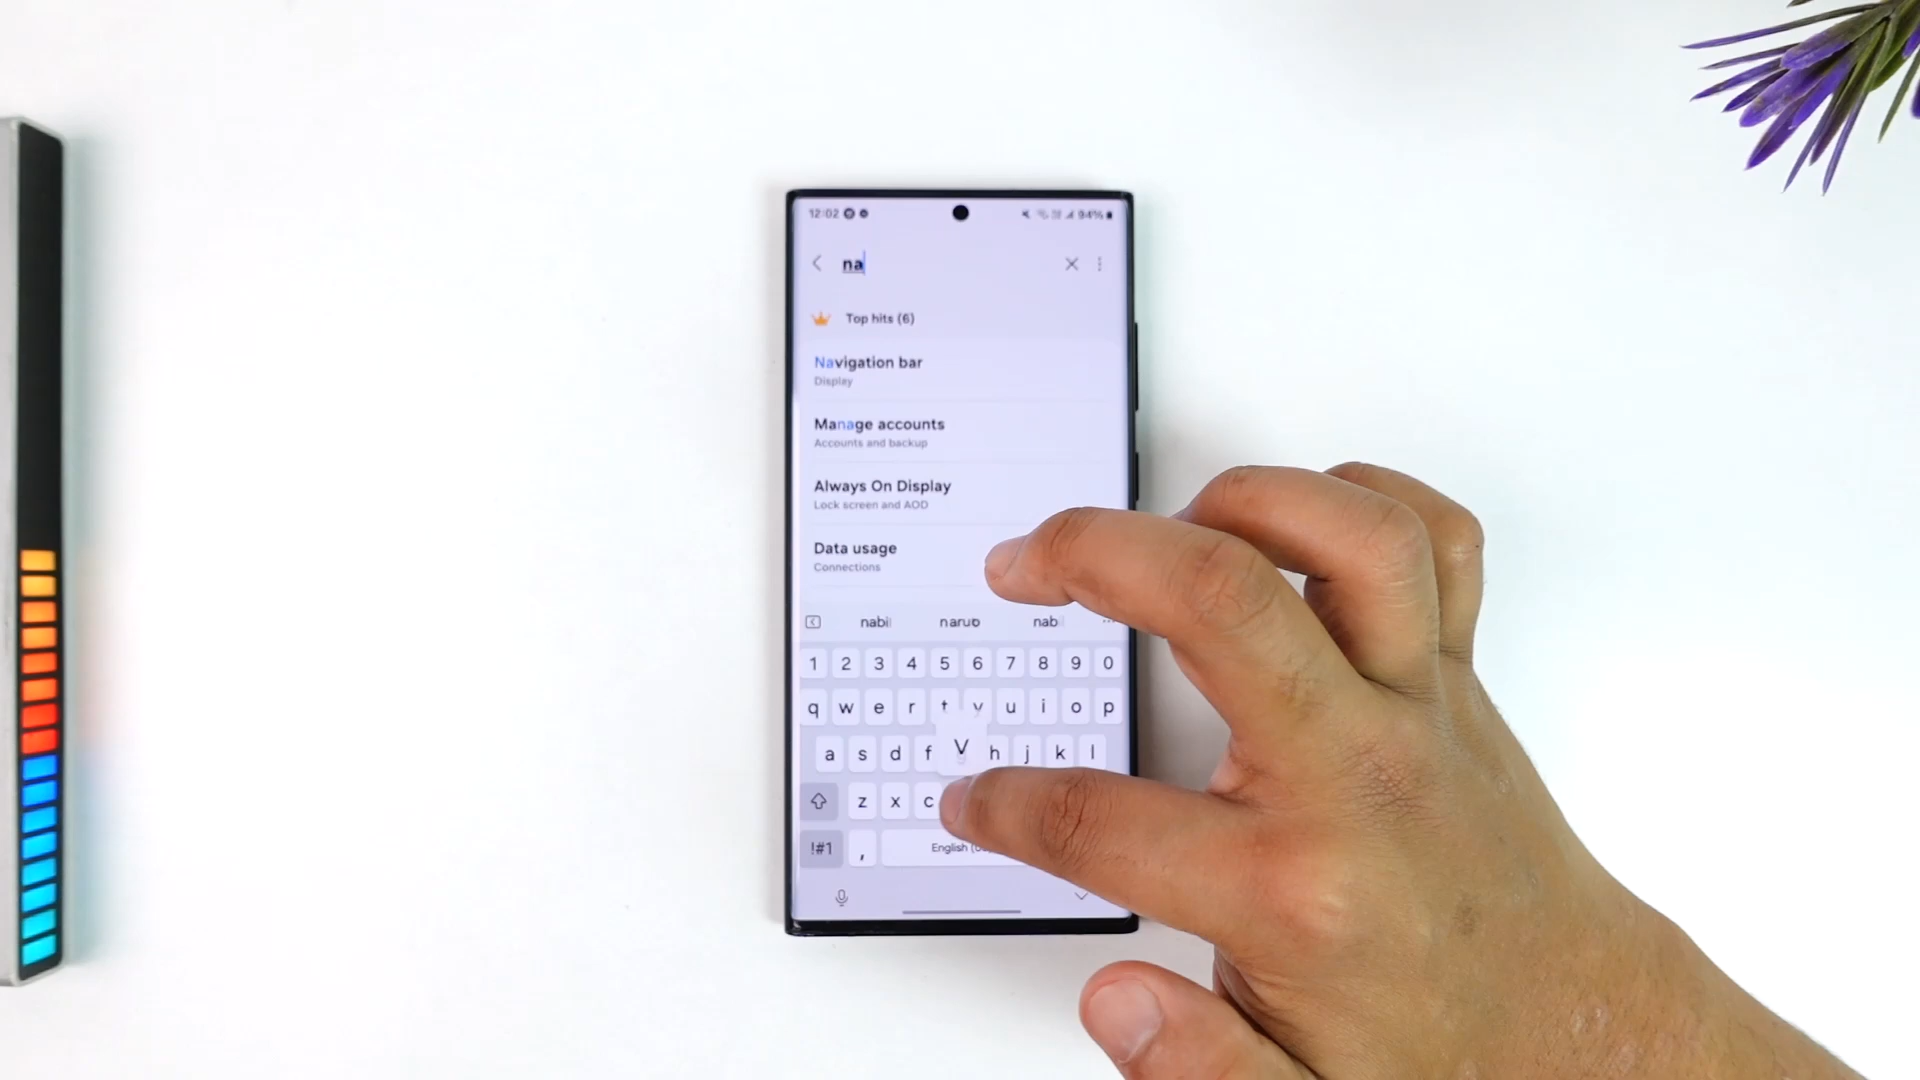 12:02 94%
na
Top hits (6)
Navigation bar
Display
Manage accounts
Accounts and backup
Always On Display
Lock screen and AOD
Data usage
Connections
nabil naruo nab
1 2 3 4 5 6 7 8 9 0
q w e r t y u i o p
a s d f V h j k l
z x c
!#1 , English